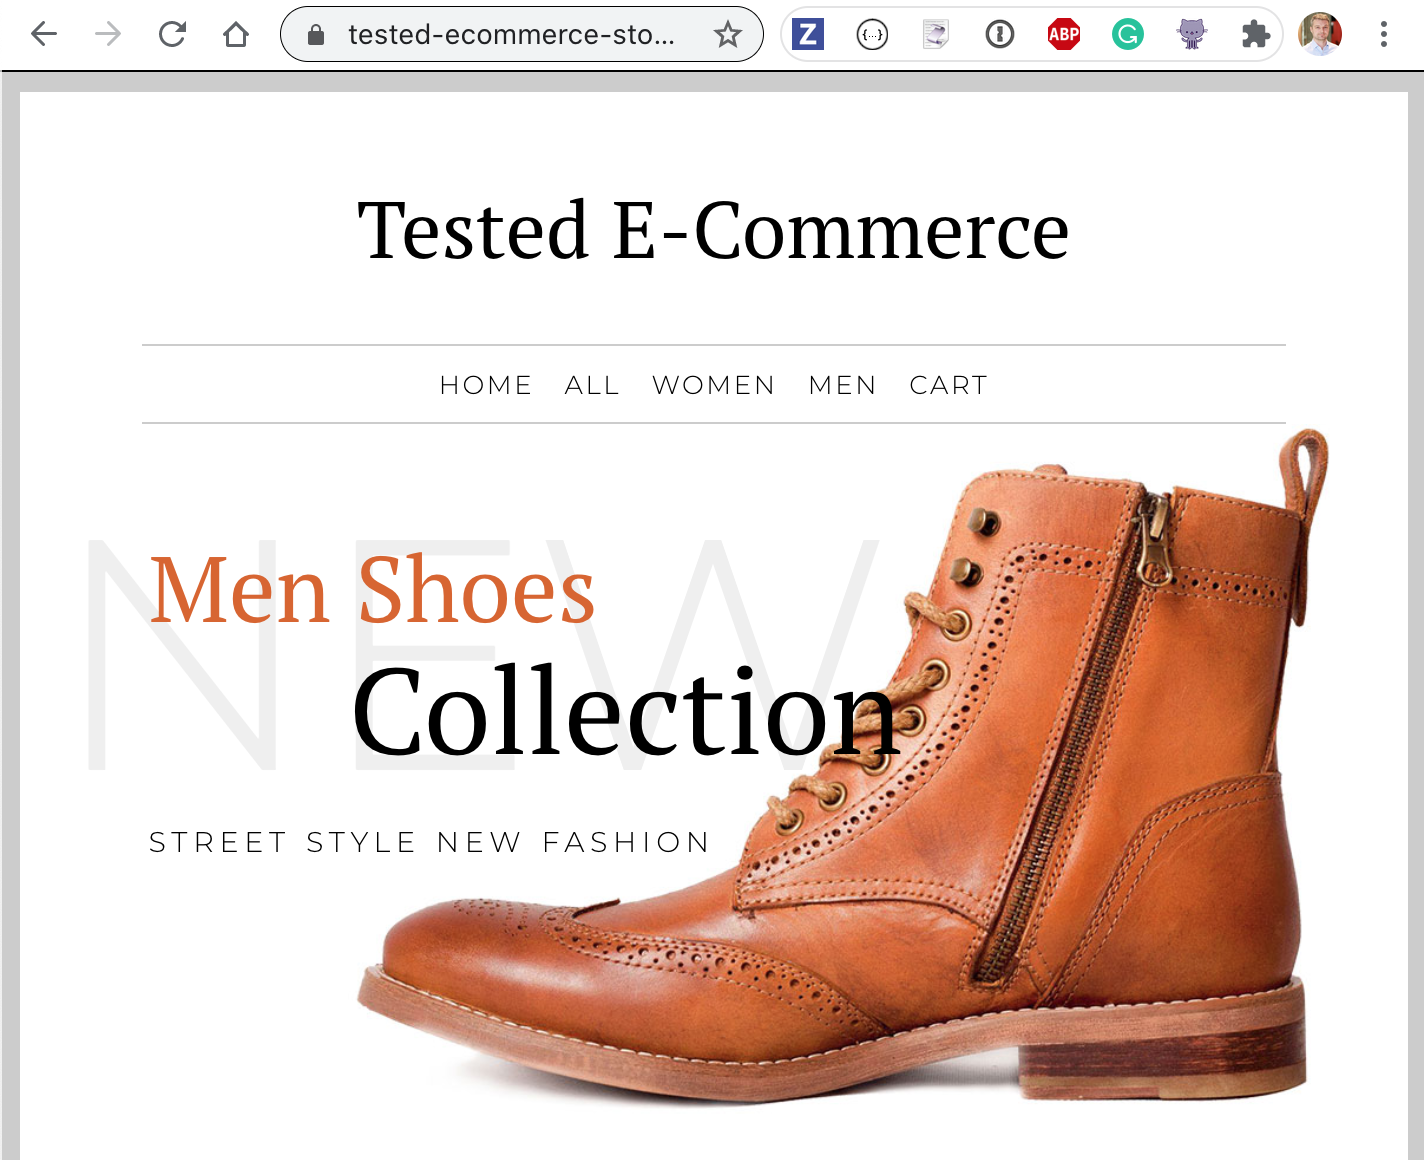 tested-ecommerce-sto...
Z
{...}
ABP
G
Tested E-Commerce
HOME ALL WOMEN MEN CART
NEW
Men Shoes
Collection
STREET STYLE NEW FASHION